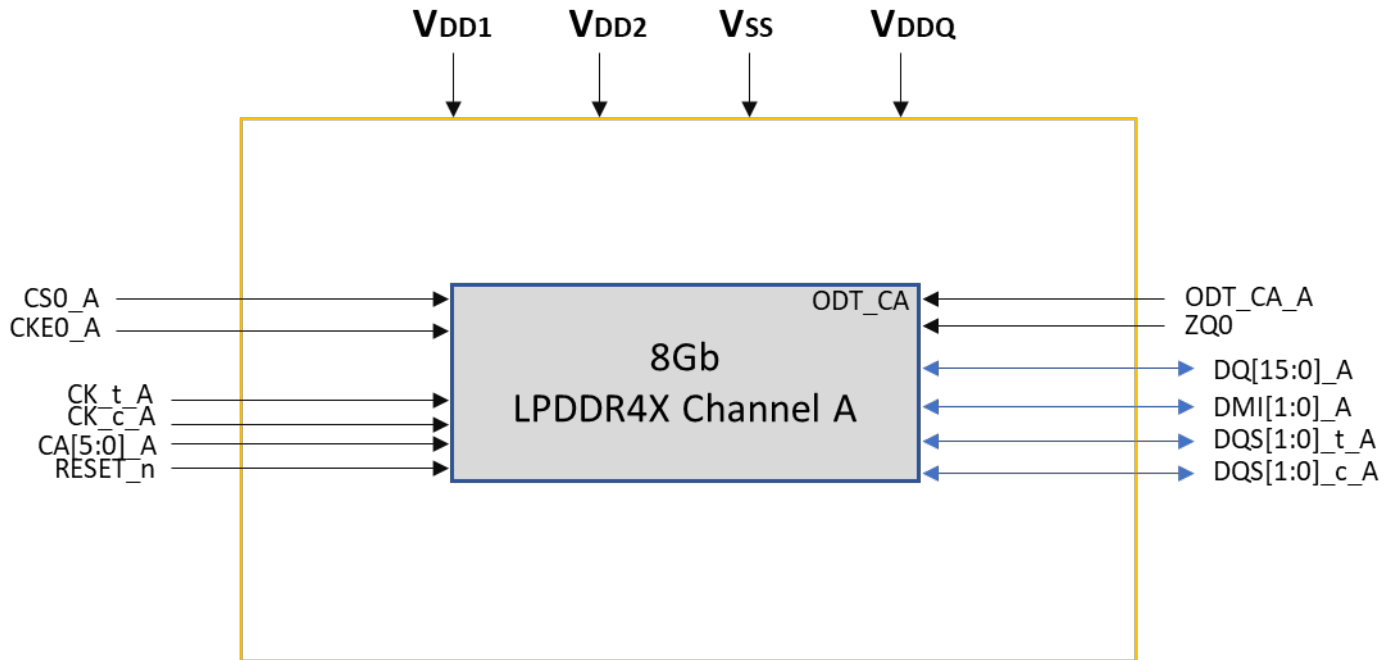 VDD1 VDD2 VSS VDDQ
CS0_A
CKE0_A
CK_t_A
CK_c_A
CA[5:0]_A
RESET_n
ODT_CA
8Gb
LPDDR4X Channel A
ODT_CA_A
ZQ0
DQ[15:0]_A
DMI[1:0]_A
DQS[1:0]_t_A
DQS[1:0]_c_A